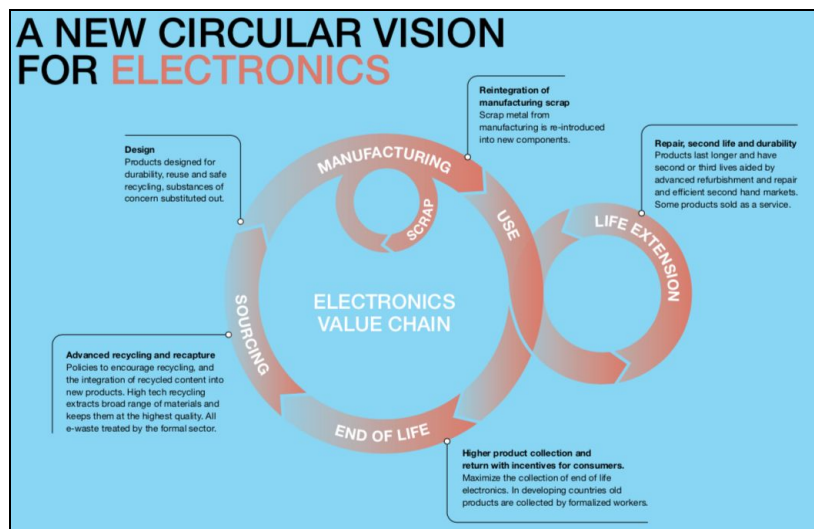 A NEW CIRCULAR VISION
FOR ELECTRONICS
Reintegration of
manufacturing scrap
Scrap metal from
manufacturing is re-introduced
into new components.
Design
Products designed for
durability, reuse and safe
recycling, substances of
concern substituted out.
Repair, second life and durability
Products last longer and have
second or third lives aided by
advanced refurbishment and repair
and efficient second hand markets.
Some products sold as a service.
MANUFACTURING
SCRAP
USE
LIFE EXTENSION
ELECTRONICS
VALUE CHAIN
SOURCING
END OF LIFE
Advanced recycling and recapture
Policies to encourage recycling, and
the integration of recycled content into
new products. High tech recycling
extracts broad range of materials and
keeps them at the highest quality. All
e-waste treated by the formal sector.
Higher product collection and
return with incentives for consumers.
Maximize the collection of end of life
electronics. In developing countries old
products are collected by formalized workers.